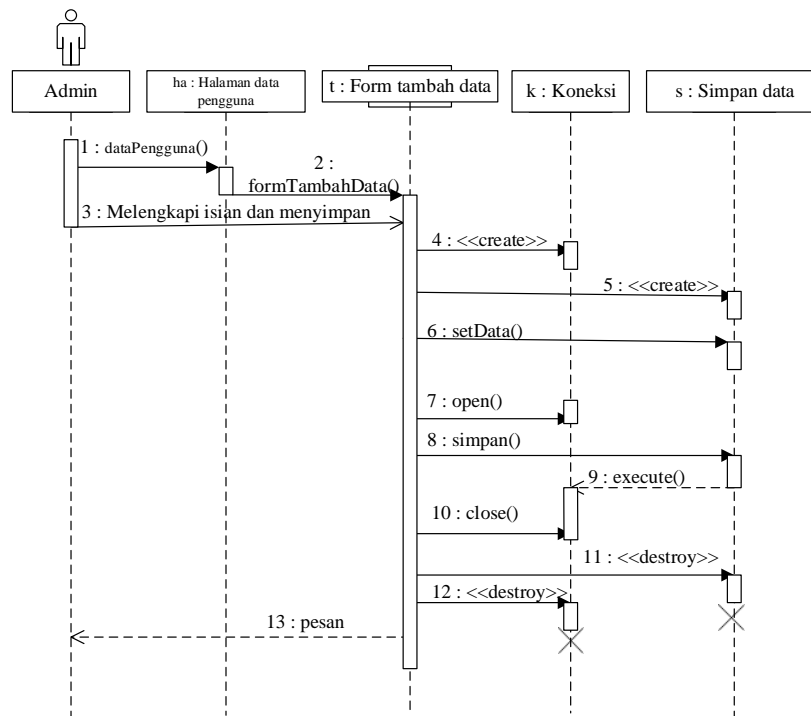 Admin
ha : Halaman data
pengguna
t : Form tambah data
k : Koneksi
s : Simpan data
1 : dataPengguna()
2 :
formTambahData()
3 : Melengkapi isian dan menyimpan
4 : <<create>>
5 : <<create>>
6 : setData()
7 : open()
8 : simpan()
9 : execute()
10 : close()
11 : <<destroy>>
12 : <<destroy>>
13 : pesan